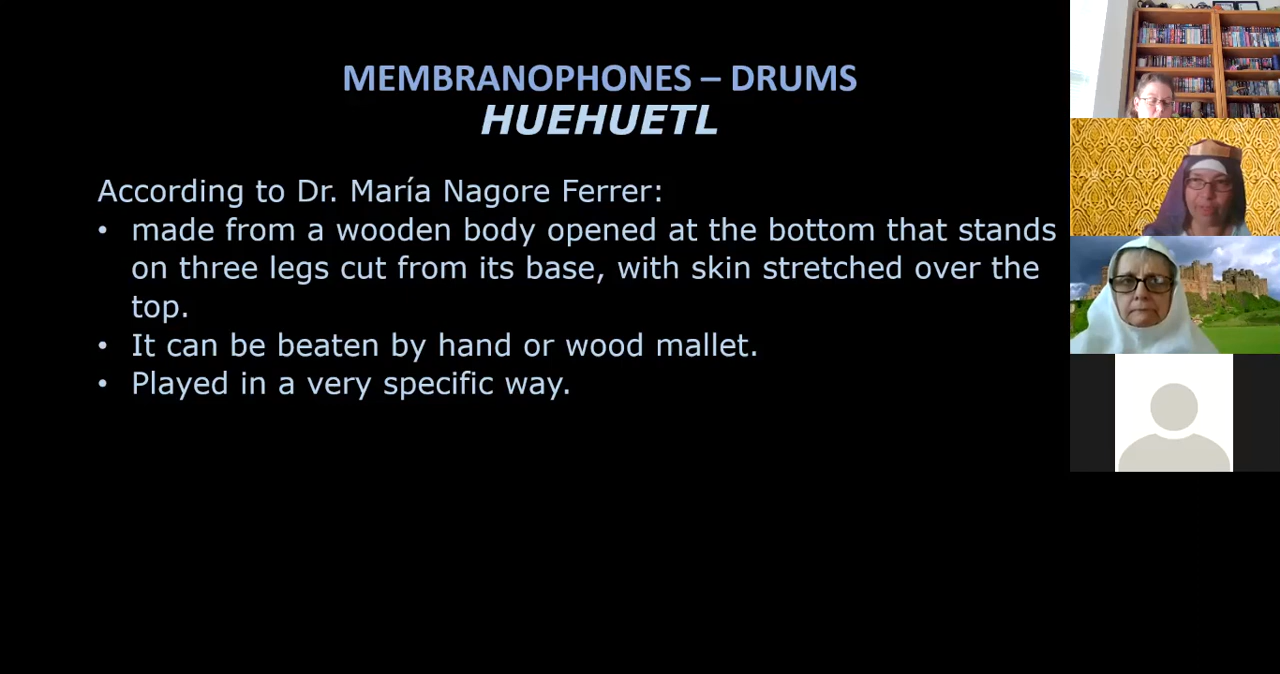 MEMBRANOPHONES – DRUMS
HUEHUETL
According to Dr. María Nagore Ferrer:
• made from a wooden body opened at the bottom that stands
on three legs cut from its base, with skin stretched over the
top.
• It can be beaten by hand or wood mallet.
• Played in a very specific way.